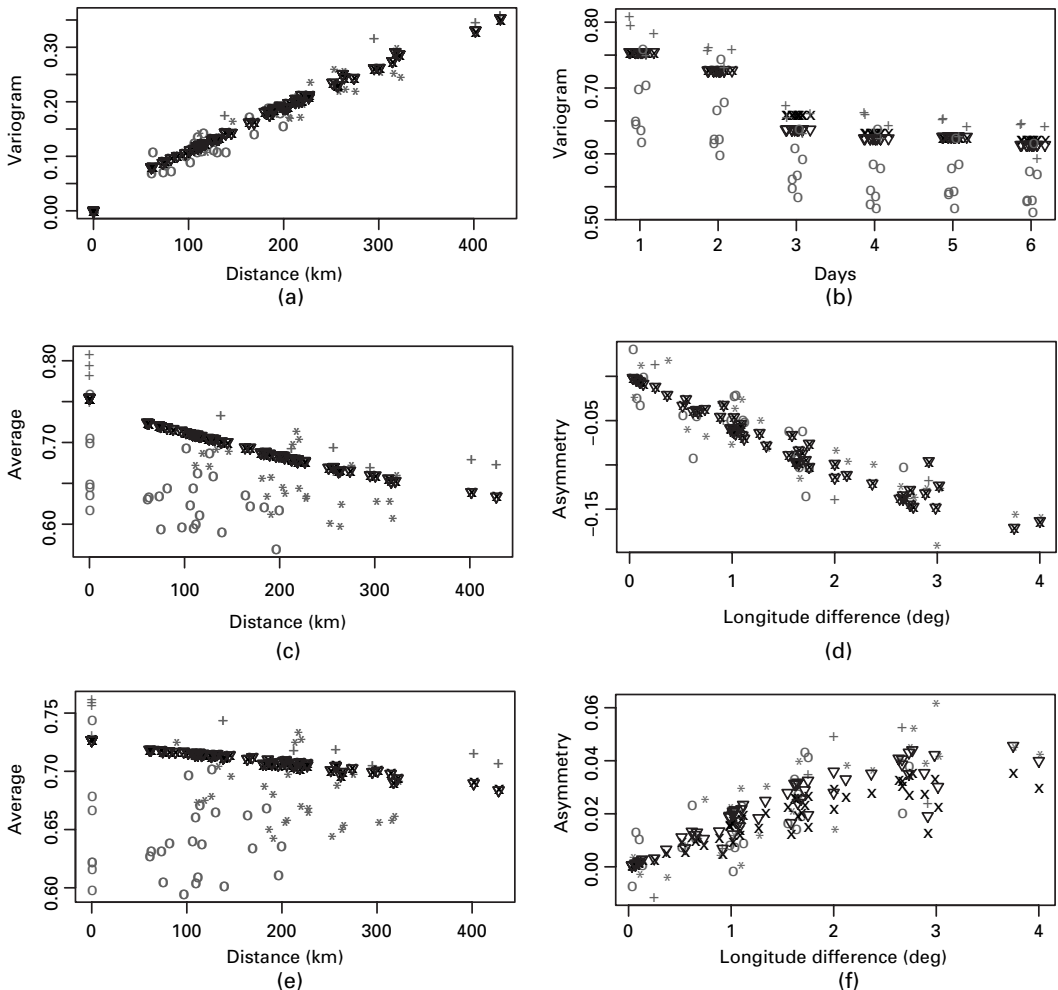 Variogram
0.00 0.10 0.20 0.30
0 100 200 300 400
Distance (km)
(a)
Variogram
0.50 0.60 0.70 0.80
1 2 3 4 5 6
Days
(b)
Average
0.60 0.70 0.80
0 100 200 300 400
Distance (km)
(c)
Asymmetry
−0.15 −0.05
0 1 2 3 4
Longitude difference (deg)
(d)
Average
0.60 0.65 0.70 0.75
0 100 200 300 400
Distance (km)
(e)
Asymmetry
0.00 0.02 0.04 0.06
0 1 2 3 4
Longitude difference (deg)
(f)